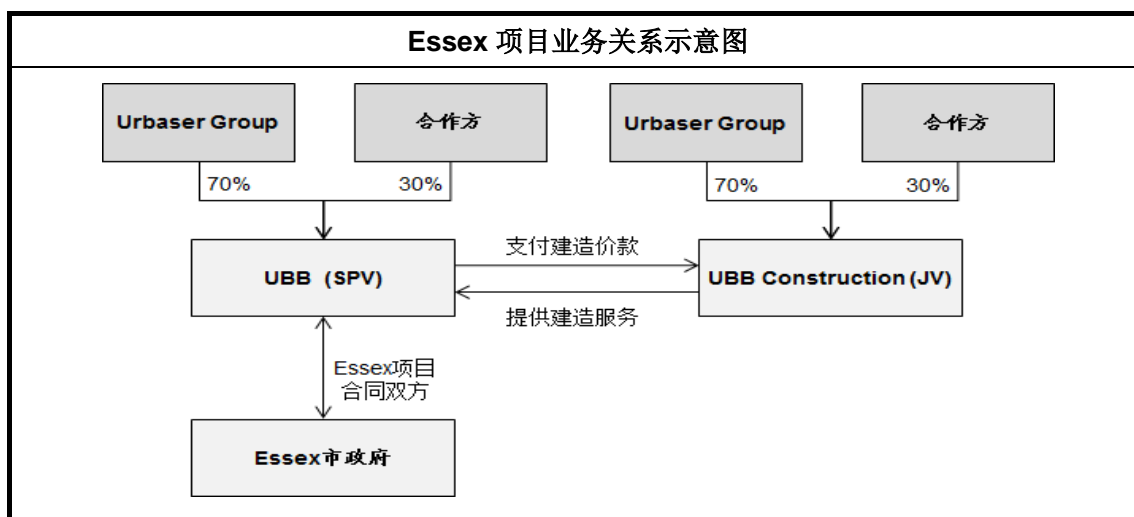 Essex 项目业务关系示意图
Urbaser Group
合作方
Urbaser Group
合作方
70%
30%
70%
30%
支付建造价款
UBB （SPV）
UBB Construction (JV)
提供建造服务
Essex项目
合同双方
Essex市政府